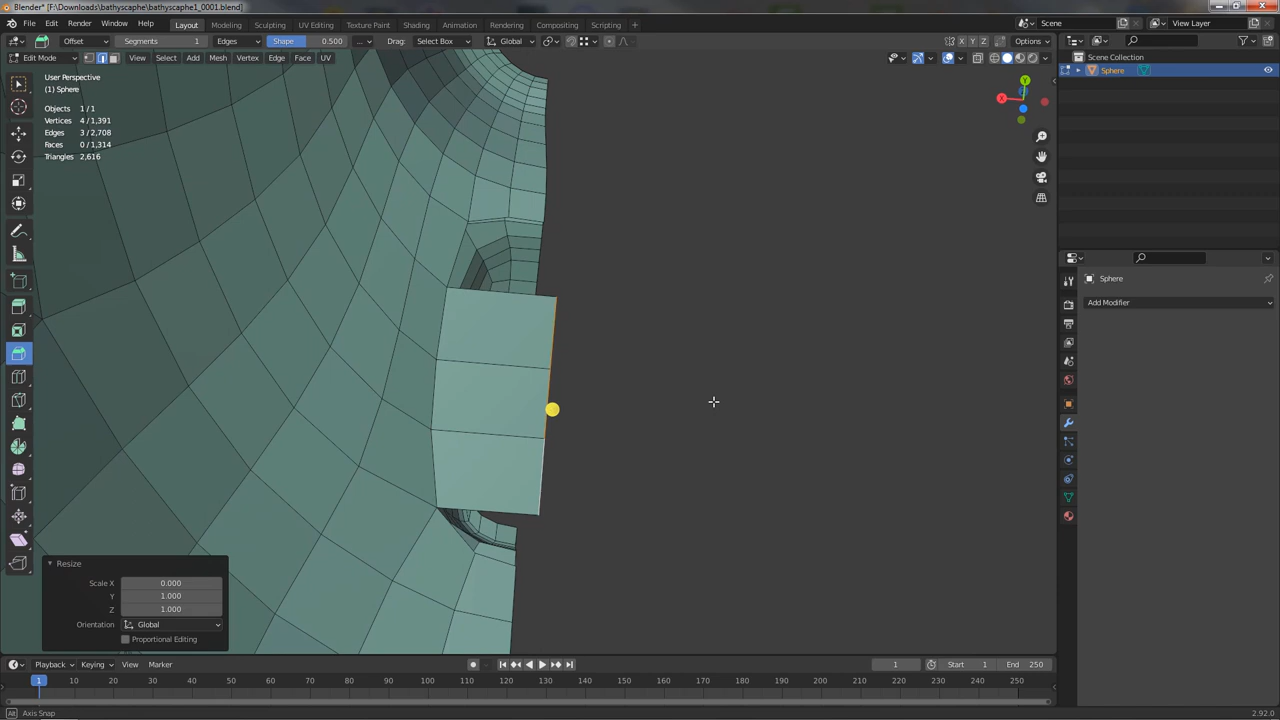 Blender* [F:\Downloads\bathyscaphe\bathyscaphe1_0001.blend]
File Edit Render Window Help Layout Modeling Sculpting UV Editing Texture Paint Shading Animation Rendering Compositing Scripting + Scene View Layer
Offset Segments 1 Edges Shape 0.500 ... Drag: Select Box Global X Y Z Options
Edit Mode View Select Add Mesh Vertex Edge Face UV
Scene Collection
Sphere
User Perspective
(1) Sphere
Objects 1/1
Vertices 4/1,391
Edges 3/2,708
Faces 0/1,314
Triangles 2,616
Y
X
Sphere
Add Modifier
Resize
Scale X 0.000
Y 1.000
Z 1.000
Orientation Global
Proportional Editing
Playback Keying View Marker 1 Start 1 End 250
1 10 20 30 40 50 60 70 80 90 100 110 120 130 140 150 160 170 180 190 200 210 220 230 240 250
Alt Axis Snap 2.92.0